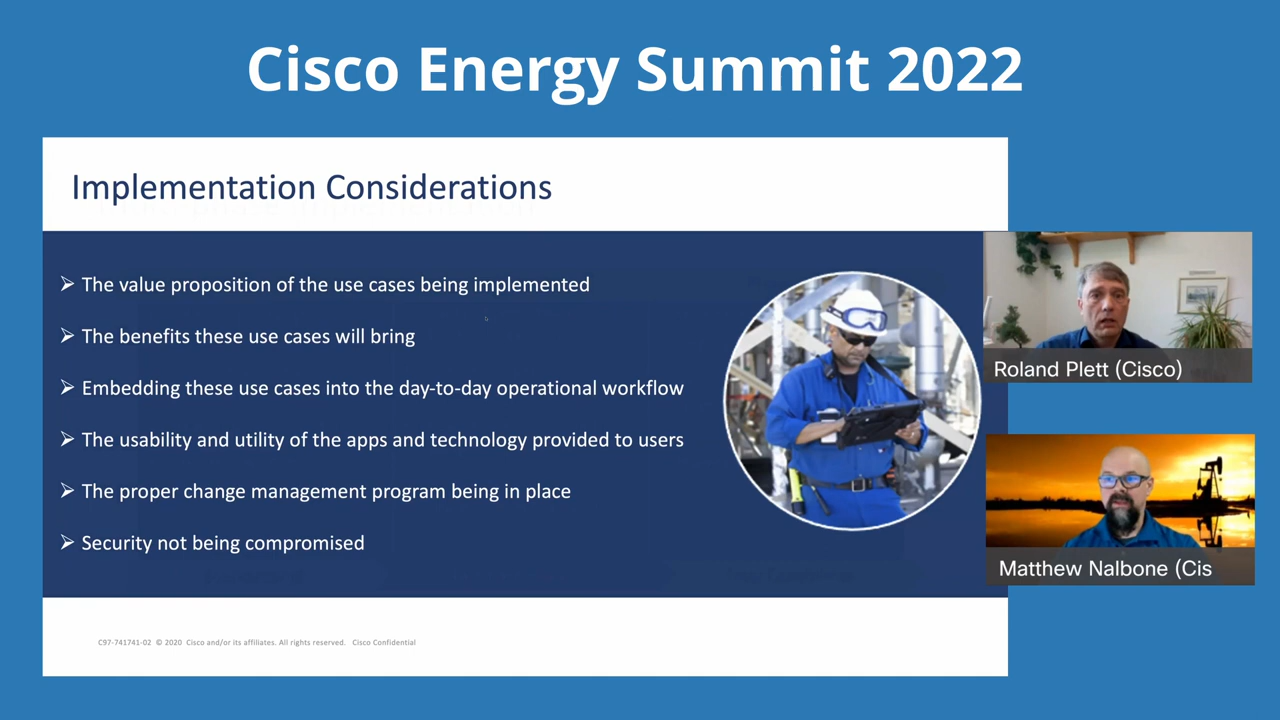 Cisco Energy Summit 2022
Implementation Considerations
The value proposition of the use cases being implemented
The benefits these use cases will bring
Embedding these use cases into the day-to-day operational workflow
The usability and utility of the apps and technology provided to users
The proper change management program being in place
Security not being compromised
Roland Plett (Cisco)
Matthew Nalbone (Cis
C97-741741-02 © 2020 Cisco and/or its affiliates. All rights reserved. Cisco Confidential